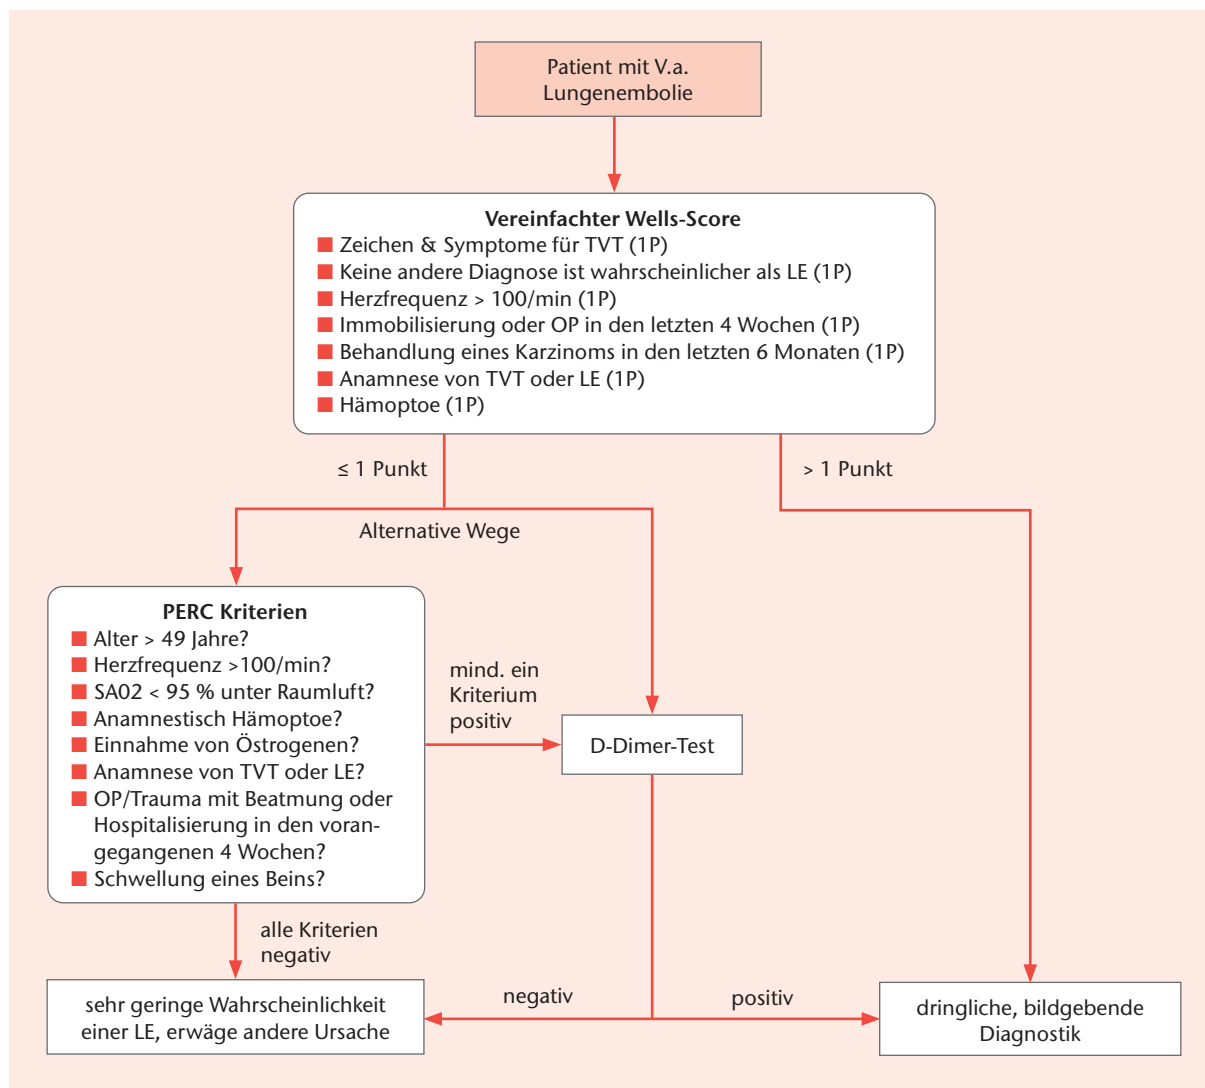 Patient mit V.a.
Lungenembolie
Vereinfachter Wells-Score
Zeichen & Symptome für TVT (1P)
Keine andere Diagnose ist wahrscheinlicher als LE (1P)
Herzfrequenz > 100/min (1P)
Immobilisierung oder OP in den letzten 4 Wochen (1P)
Behandlung eines Karzinoms in den letzten 6 Monaten (1P)
Anamnese von TVT oder LE (1P)
Hämoptoe (1P)
≤ 1 Punkt
> 1 Punkt
Alternative Wege
PERC Kriterien
Alter > 49 Jahre?
Herzfrequenz >100/min?
SA02 < 95 % unter Raumluft?
Anamnestisch Hämoptoe?
Einnahme von Östrogenen?
Anamnese von TVT oder LE?
OP/Trauma mit Beatmung oder
Hospitalisierung in den voran-
gegangenen 4 Wochen?
Schwellung eines Beins?
mind. ein
Kriterium
positiv
D-Dimer-Test
alle Kriterien
negativ
sehr geringe Wahrscheinlichkeit
einer LE, erwäge andere Ursache
negativ
positiv
dringliche, bildgebende
Diagnostik